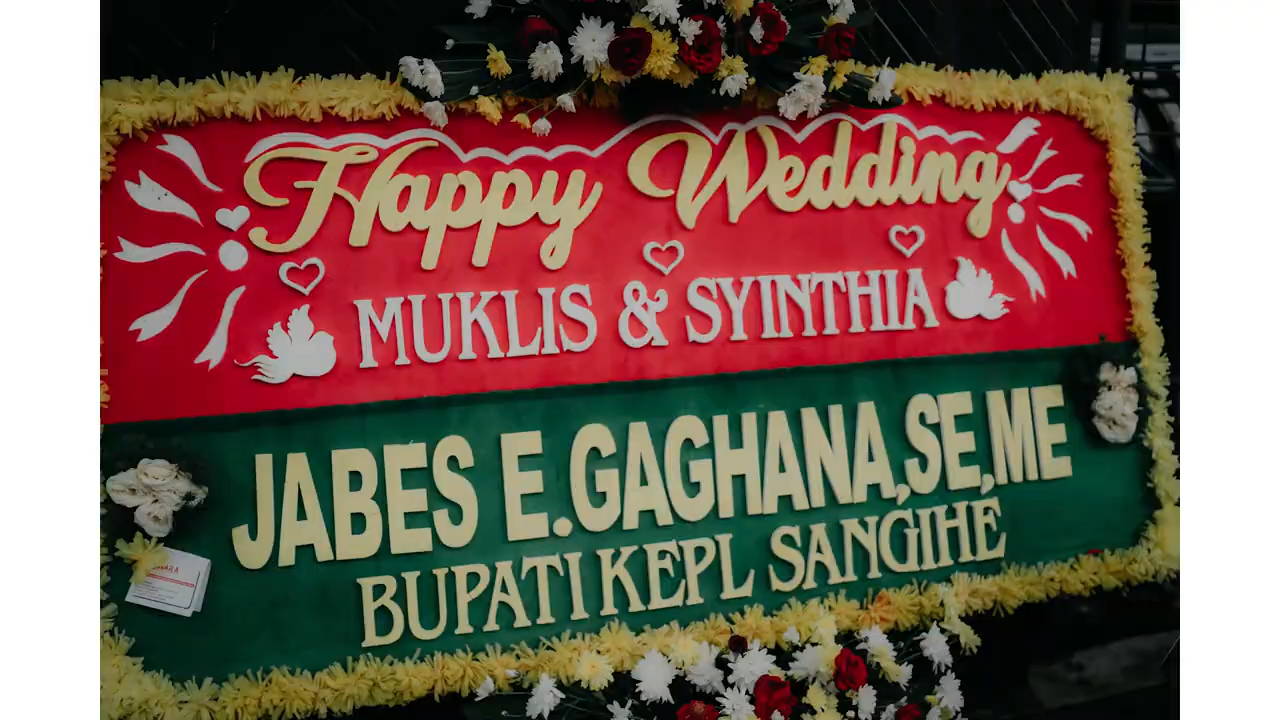 Happy Wedding
MUKLIS & SYINTHIA
JABES E.GAGHANA,SE,ME
BUPATI KEPL SANGIHE